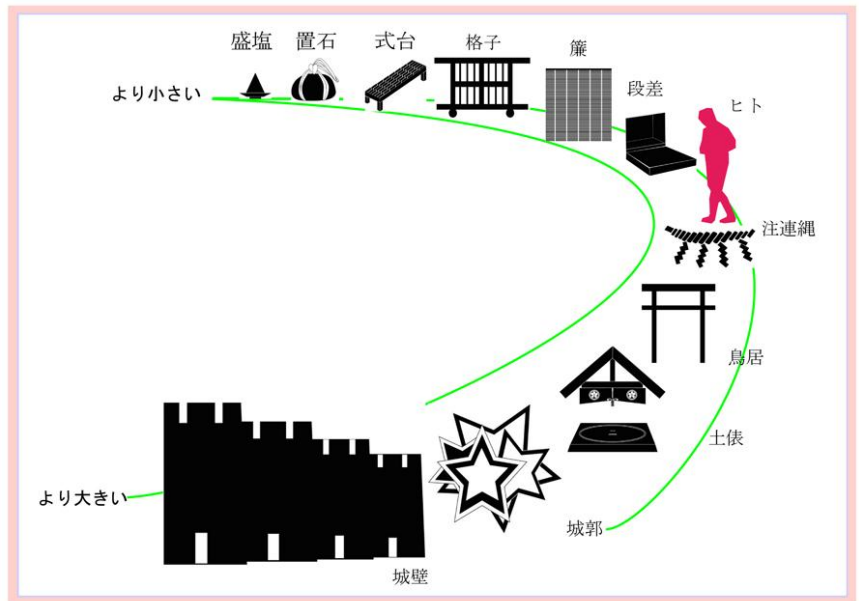 盛塩
置石
式台
格子
簾
段差
ヒト
より小さい
注連縄
鳥居
土俵
より大きい
城郭
城壁